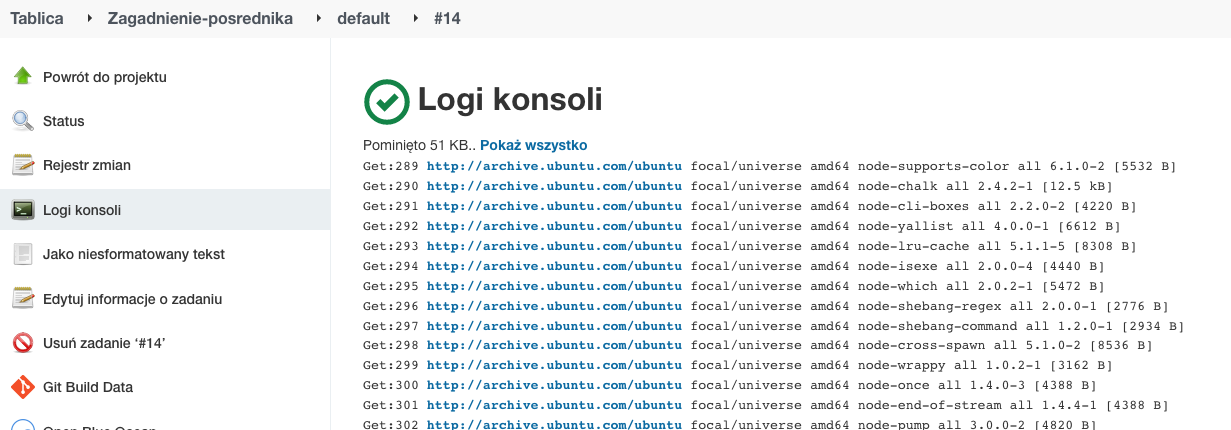 Tablica ‣ Zagadnienie-posrednika ‣ default ‣ #14
Powrót do projektu
Status
Rejestr zmian
Logi konsoli
Jako niesformatowany tekst
Edytuj informacje o zadaniu
Usuń zadanie ‘#14’
Git Build Data
Open Blue Ocean
Logi konsoli
Pominięto 51 KB.. Pokaż wszystko
Get:289 http://archive.ubuntu.com/ubuntu focal/universe amd64 node-supports-color all 6.1.0-2 [5532 B]
Get:290 http://archive.ubuntu.com/ubuntu focal/universe amd64 node-chalk all 2.4.2-1 [12.5 kB]
Get:291 http://archive.ubuntu.com/ubuntu focal/universe amd64 node-cli-boxes all 2.2.0-2 [4220 B]
Get:292 http://archive.ubuntu.com/ubuntu focal/universe amd64 node-yallist all 4.0.0-1 [6612 B]
Get:293 http://archive.ubuntu.com/ubuntu focal/universe amd64 node-lru-cache all 5.1.1-5 [8308 B]
Get:294 http://archive.ubuntu.com/ubuntu focal/universe amd64 node-isexe all 2.0.0-4 [4440 B]
Get:295 http://archive.ubuntu.com/ubuntu focal/universe amd64 node-which all 2.0.2-1 [5472 B]
Get:296 http://archive.ubuntu.com/ubuntu focal/universe amd64 node-shebang-regex all 2.0.0-1 [2776 B]
Get:297 http://archive.ubuntu.com/ubuntu focal/universe amd64 node-shebang-command all 1.2.0-1 [2934 B]
Get:298 http://archive.ubuntu.com/ubuntu focal/universe amd64 node-cross-spawn all 5.1.0-2 [8536 B]
Get:299 http://archive.ubuntu.com/ubuntu focal/universe amd64 node-wrappy all 1.0.2-1 [3162 B]
Get:300 http://archive.ubuntu.com/ubuntu focal/universe amd64 node-once all 1.4.0-3 [4388 B]
Get:301 http://archive.ubuntu.com/ubuntu focal/universe amd64 node-end-of-stream all 1.4.4-1 [4388 B]
Get:302 http://archive.ubuntu.com/ubuntu focal/universe amd64 node-pump all 3.0.0-2 [4820 B]